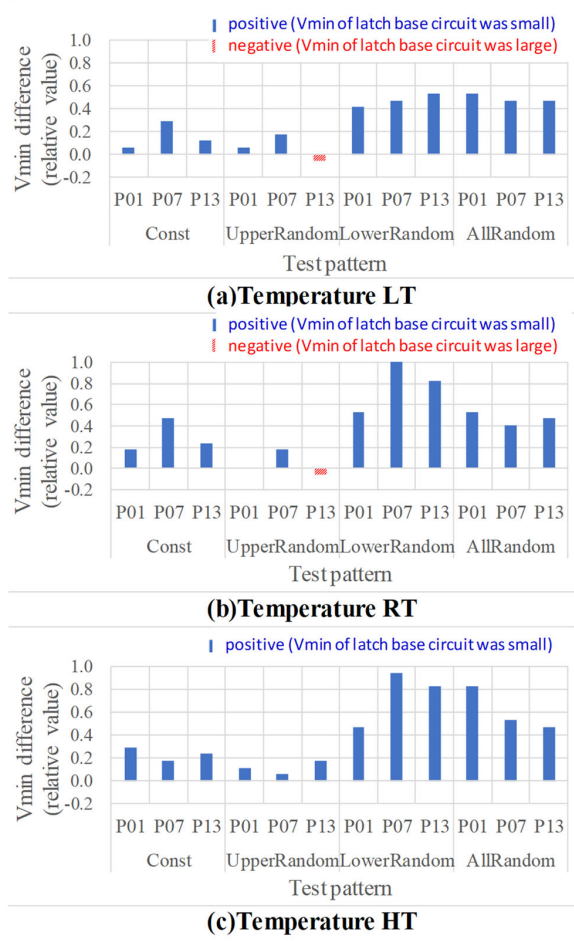 positive (Vmin of latch base circuit was small)
negative (Vmin of latch base circuit was large)
Vmin difference
(relative value)
1.0
0.8
0.6
0.4
0.2
0.0
-0.2
P01 P07 P13 P01 P07 P13 P01 P07 P13 P01 P07 P13
Const UpperRandom LowerRandom AllRandom
Test pattern
(a)Temperature LT
positive (Vmin of latch base circuit was small)
negative (Vmin of latch base circuit was large)
Vmin difference
(relative value)
1.0
0.8
0.6
0.4
0.2
0.0
-0.2
P01 P07 P13 P01 P07 P13 P01 P07 P13 P01 P07 P13
Const UpperRandom LowerRandom AllRandom
Test pattern
(b)Temperature RT
positive (Vmin of latch base circuit was small)
Vmin difference
(relative value)
1.0
0.8
0.6
0.4
0.2
0.0
-0.2
P01 P07 P13 P01 P07 P13 P01 P07 P13 P01 P07 P13
Const UpperRandom LowerRandom AllRandom
Test pattern
(c)Temperature HT